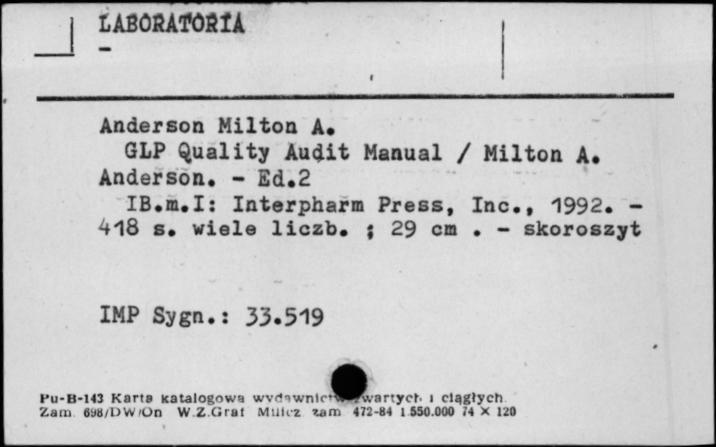 LABORATORIA
-
Anderson Milton A.
GLP Quality Audit Manual / Milton A.
Anderson. - Ed.2
IB.m.I: Interpharm Press, Inc., 1992. -
418 s. wiele liczb. ; 29 cm . - skoroszyt
IMP Sygn.: 33.519
Pu-B-143 Karta katalogowa wydawnictw zwartych i ciągłych.
Zam. 698/DW/On W.Z.Graf Milicz zam. 472-84 1.550.000 74 × 120